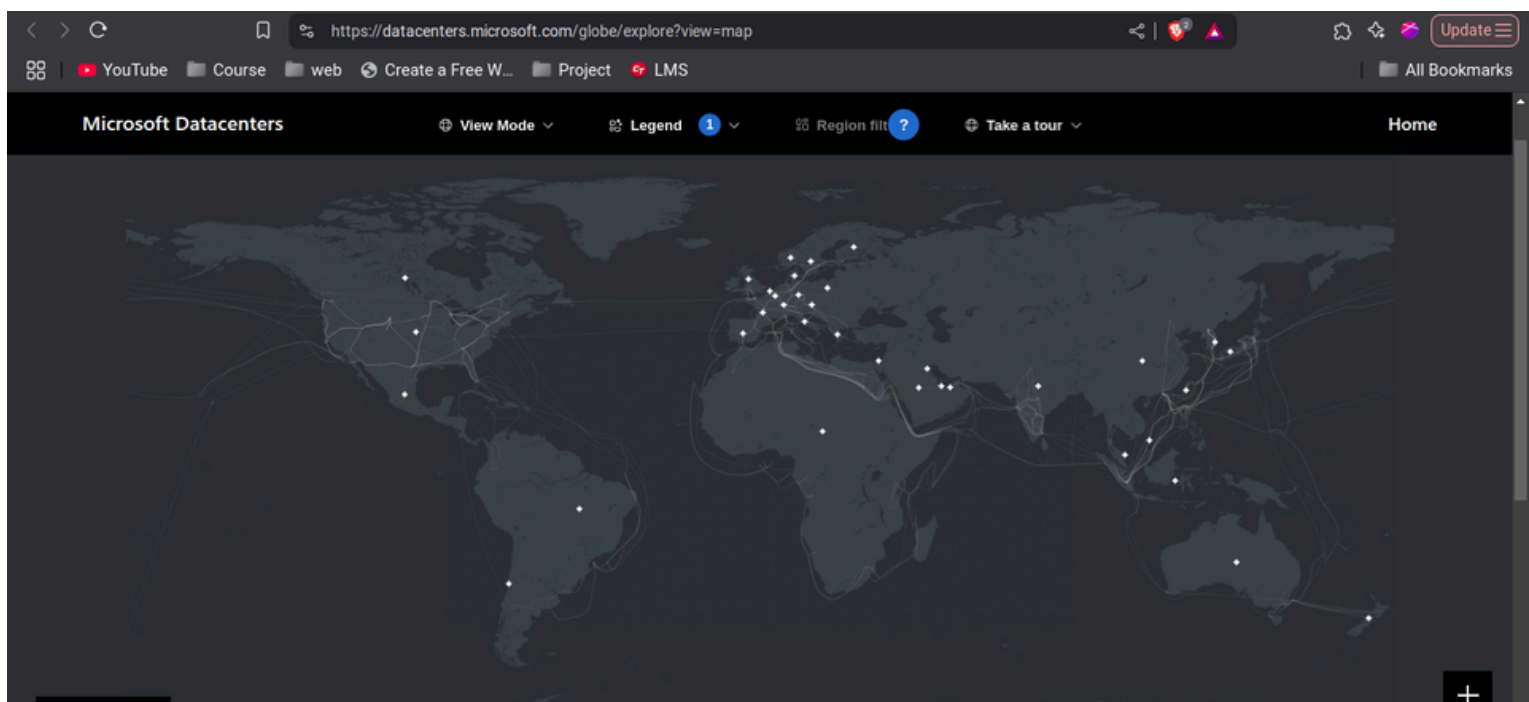 https://datacenters.microsoft.com/globe/explore?view=map 2 Update
YouTube Course web Create a Free W... Project LMS All Bookmarks
Microsoft Datacenters View Mode Legend 1 Region filt ? Take a tour Home